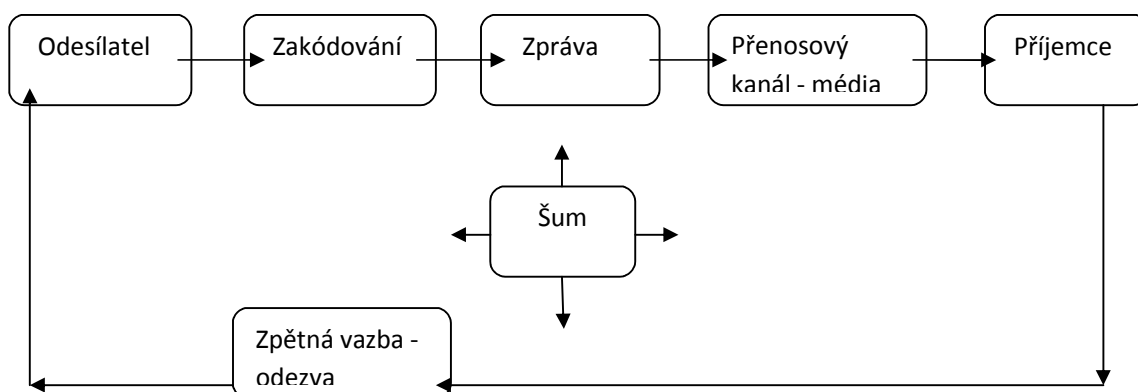 Odesílatel
Zakódování
Zpráva
Přenosový
kanál - média
Příjemce
Šum
Zpětná vazba -
odezva